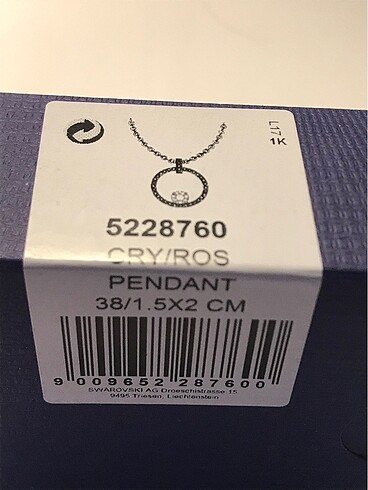 L17
1K
5228760
CRY/ROS
PENDANT
38/1.5X2 CM
9 009652 287600
SWAROVSKI AG Droeschistrasse 15
9495 Triesen, Liechtenstein